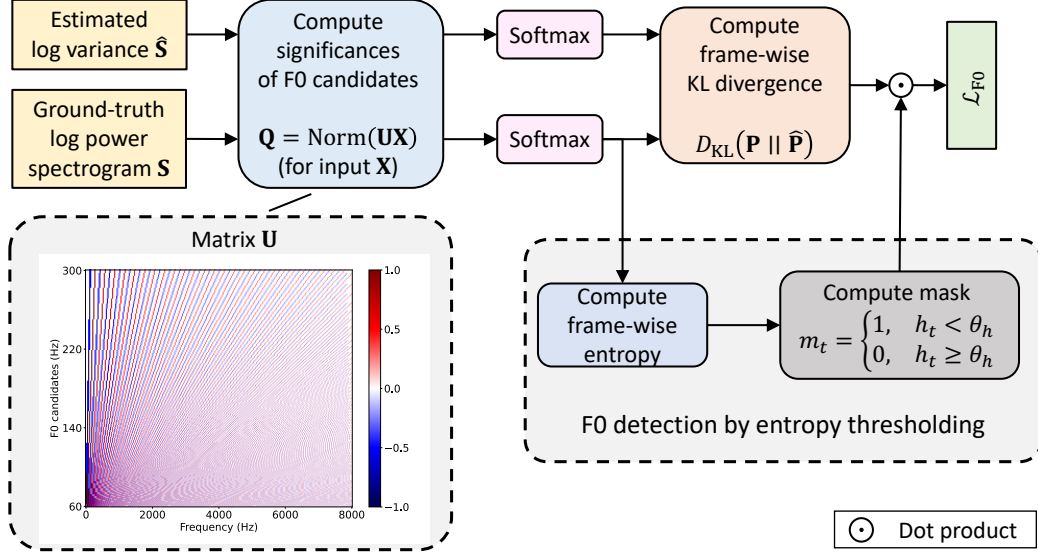 Estimated
log variance Ŝ
Ground-truth
log power
spectrogram S
Compute
significances
of F0 candidates
Q = Norm(UX)
(for input X)
Softmax
Softmax
Compute
frame-wise
KL divergence
D_KL(P || P̂)
ℒ_F0
Matrix U
1.0
0.5
0.0
−0.5
−1.0
300
220
140
60
F0 candidates (Hz)
0
2000
4000
6000
8000
Frequency (Hz)
Compute
frame-wise
entropy
Compute mask
m_t = {1, h_t < θ_h
0, h_t ≥ θ_h
F0 detection by entropy thresholding
Dot product